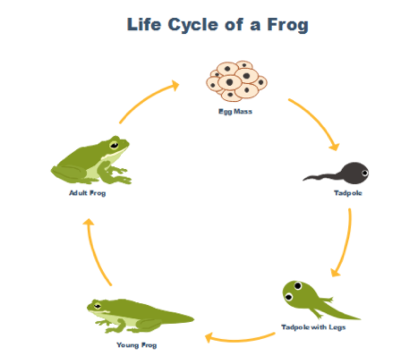 Life Cycle of a Frog
Egg Mass
Tadpole
Tadpole with Legs
Young Frog
Adult Frog